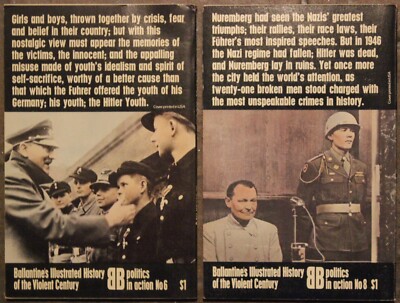 Girls and boys, thrown together by crisis, fear
and belief in their country; but with this
nostalgic view must appear the memories of
the victims, the innocent; and the appalling
misuse made of youth's idealism and spirit of
self-sacrifice, worthy of a better cause than
that which the Fuhrer offered the youth of his
Germany; his youth; the Hitler Youth.
Ballantine's Illustrated History
of the Violent Century
BB politics
in action No 6 $1
Nuremberg had seen the Nazis' greatest
triumphs; their rallies, their race laws, their
Führer's most inspired speeches. But in 1946
the Nazi regime had fallen; Hitler was dead,
and Nuremberg lay in ruins. Yet once more
the city held the world's attention, as
twenty-one broken men stood charged with
the most unspeakable crimes in history.
Ballantine's Illustrated History
of the Violent Century
BB politics
in action No 8 $1